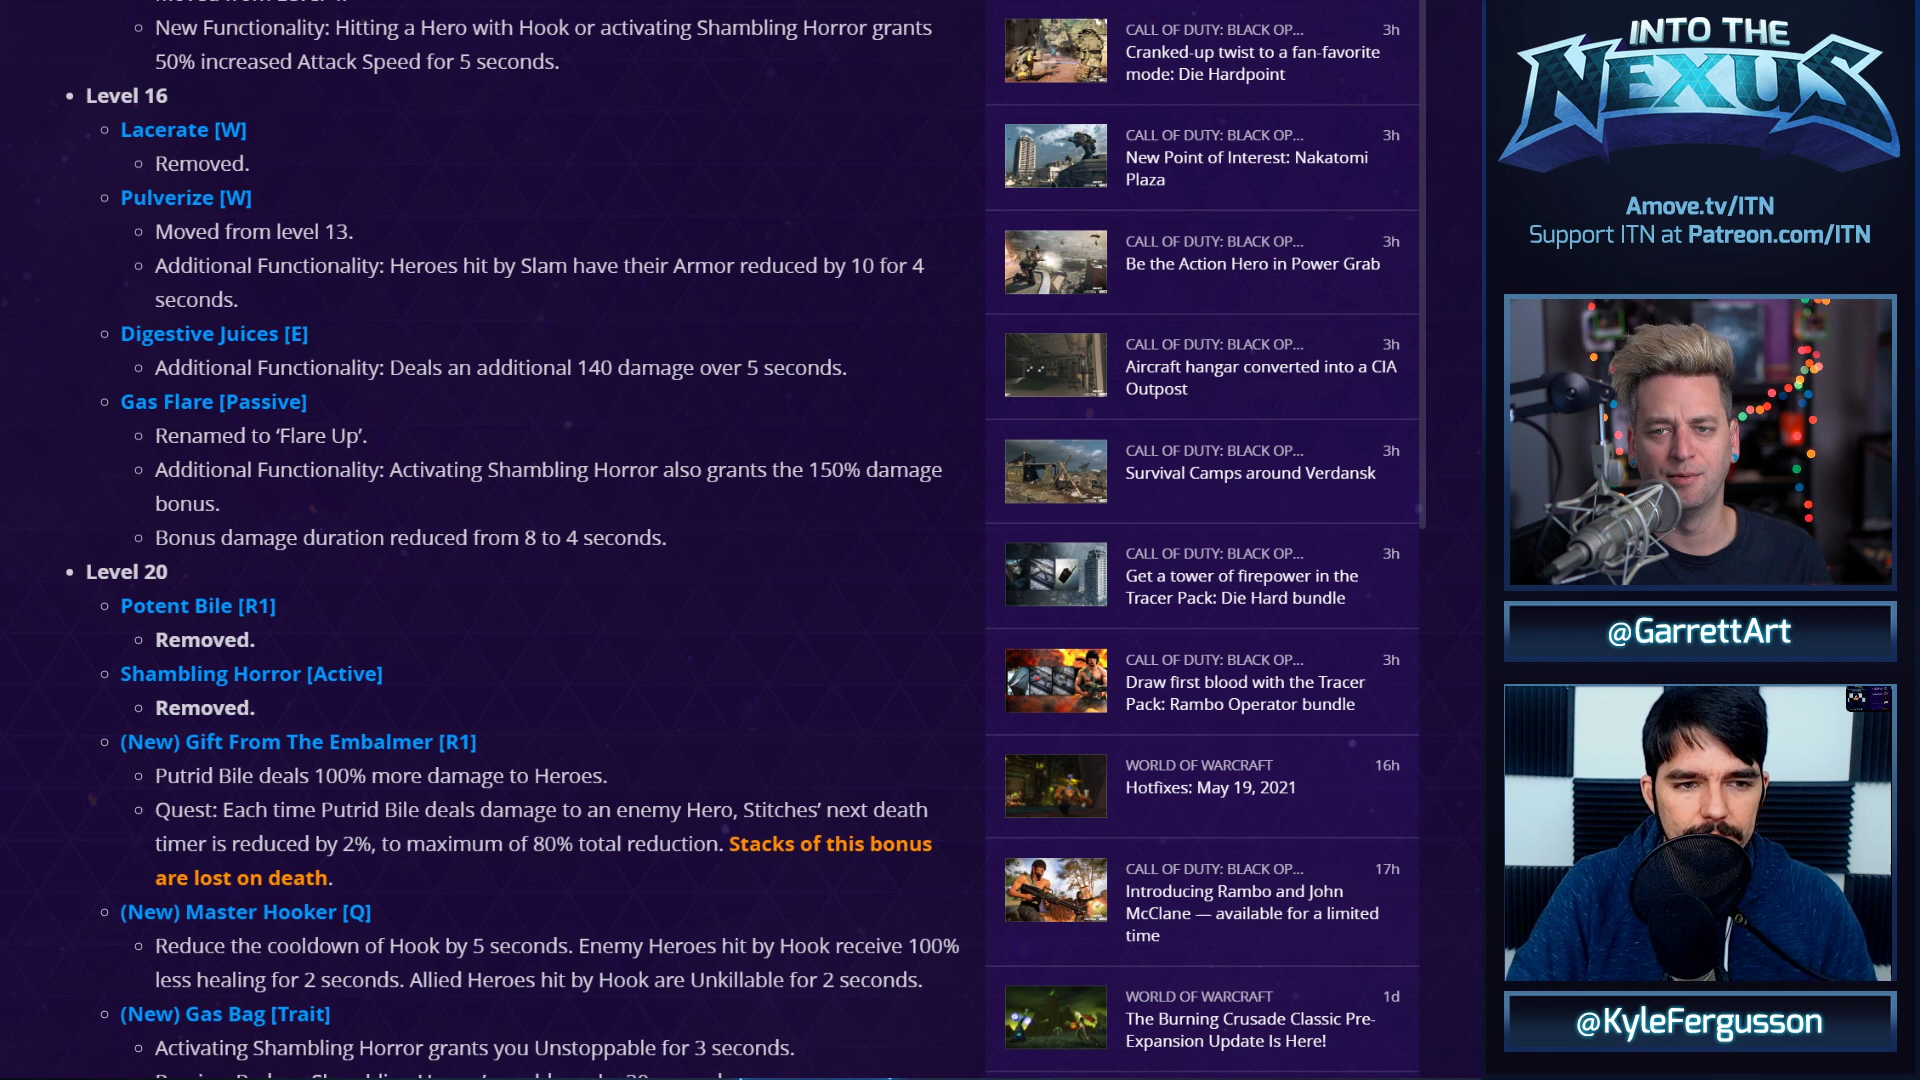 New Functionality: Hitting a Hero with Hook or activating Shambling Horror grants
50% increased Attack Speed for 5 seconds.
Level 16
Lacerate [W]
Removed.
Pulverize [W]
Moved from level 13.
Additional Functionality: Heroes hit by Slam have their Armor reduced by 10 for 4
seconds.
Digestive Juices [E]
Additional Functionality: Deals an additional 140 damage over 5 seconds.
Gas Flare [Passive]
Renamed to ‘Flare Up’.
Additional Functionality: Activating Shambling Horror also grants the 150% damage
bonus.
Bonus damage duration reduced from 8 to 4 seconds.
Level 20
Potent Bile [R1]
Removed.
Shambling Horror [Active]
Removed.
(New) Gift From The Embalmer [R1]
Putrid Bile deals 100% more damage to Heroes.
Quest: Each time Putrid Bile deals damage to an enemy Hero, Stitches’ next death
timer is reduced by 2%, to maximum of 80% total reduction. Stacks of this bonus
are lost on death.
(New) Master Hooker [Q]
Reduce the cooldown of Hook by 5 seconds. Enemy Heroes hit by Hook receive 100%
less healing for 2 seconds. Allied Heroes hit by Hook are Unkillable for 2 seconds.
(New) Gas Bag [Trait]
Activating Shambling Horror grants you Unstoppable for 3 seconds.
CALL OF DUTY: BLACK OP... 3h
Cranked-up twist to a fan-favorite
mode: Die Hardpoint
CALL OF DUTY: BLACK OP... 3h
New Point of Interest: Nakatomi
Plaza
CALL OF DUTY: BLACK OP... 3h
Be the Action Hero in Power Grab
CALL OF DUTY: BLACK OP... 3h
Aircraft hangar converted into a CIA
Outpost
CALL OF DUTY: BLACK OP... 3h
Survival Camps around Verdansk
CALL OF DUTY: BLACK OP... 3h
Get a tower of firepower in the
Tracer Pack: Die Hard bundle
CALL OF DUTY: BLACK OP... 3h
Draw first blood with the Tracer
Pack: Rambo Operator bundle
WORLD OF WARCRAFT 16h
Hotfixes: May 19, 2021
CALL OF DUTY: BLACK OP... 17h
Introducing Rambo and John
McClane — available for a limited
time
WORLD OF WARCRAFT 1d
The Burning Crusade Classic Pre-
Expansion Update Is Here!
INTO THE
NEXUS
Amove.tv/ITN
Support ITN at Patreon.com/ITN
@GarrettArt
@KyleFergusson